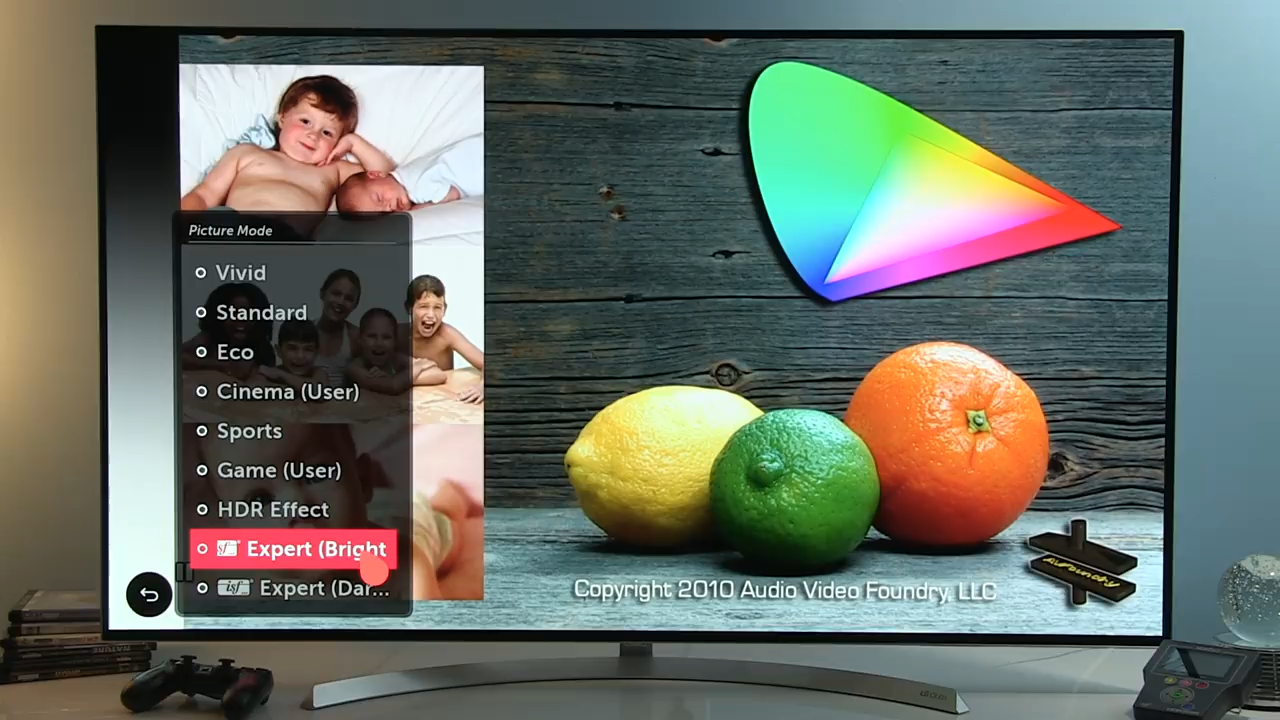 Picture Mode
Vivid
Standard
Eco
Cinema (User)
Sports
Game (User)
HDR Effect
isf Expert (Bright
isf Expert (Dar...
Copyright 2010 Audio Video Foundry, LLC